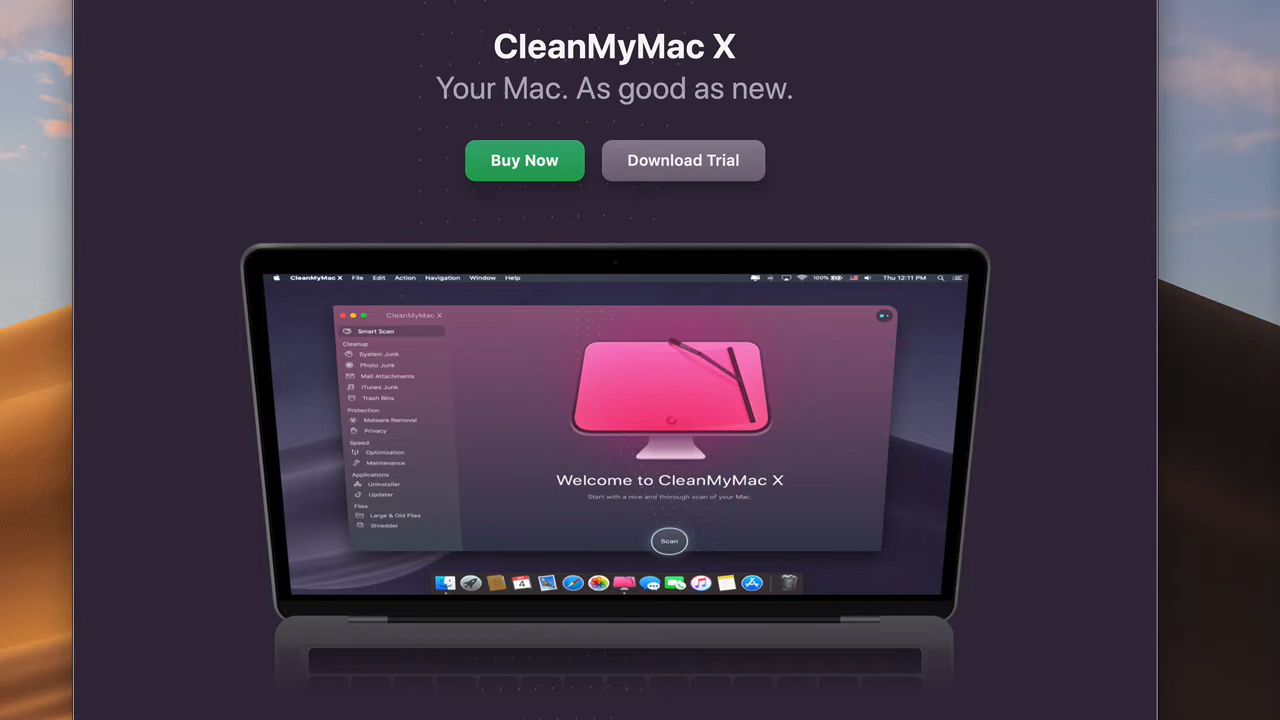 CleanMyMac X
Your Mac. As good as new.
Buy Now
Download Trial
CleanMyMac X File Edit Action Navigation Window Help 100% Thu 12:11 PM
CleanMyMac X
Smart Scan
Cleanup
System Junk
Photo Junk
Mail Attachments
iTunes Junk
Trash Bins
Protection
Malware Removal
Privacy
Speed
Optimization
Maintenance
Applications
Uninstaller
Updater
Files
Large & Old Files
Shredder
Welcome to CleanMyMac X
Start with a nice and thorough scan of your Mac.
Scan
4